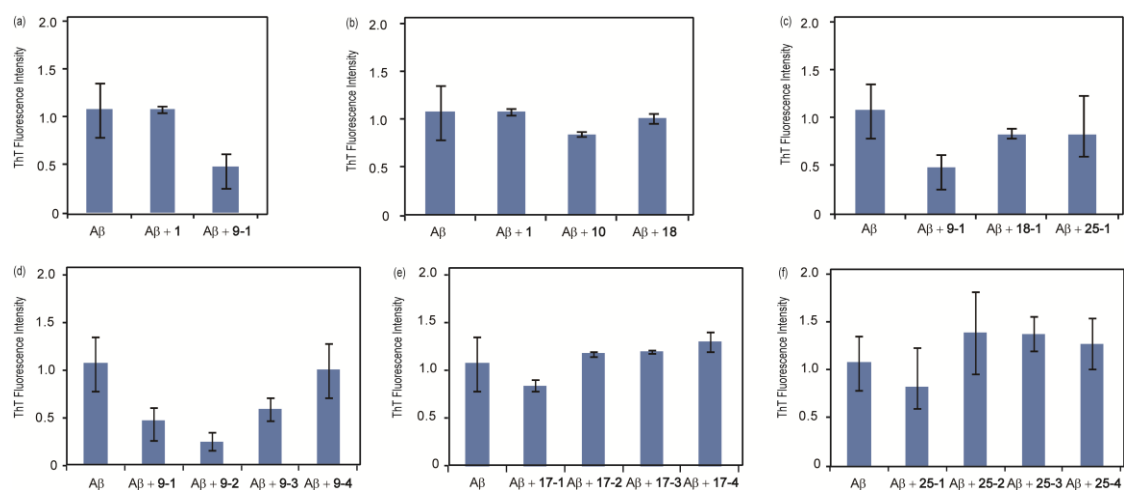 (a)
ThT Fluorescence Intensity
2.0
1.5
1.0
0.5
0
Aβ Aβ + 1 Aβ + 9-1
(b)
ThT Fluorescence Intensity
2.0
1.5
1.0
0.5
0
Aβ Aβ + 1 Aβ + 10 Aβ + 18
(c)
ThT Fluorescence Intensity
2.0
1.5
1.0
0.5
0
Aβ Aβ + 9-1 Aβ + 18-1 Aβ + 25-1
(d)
ThT Fluorescence Intensity
2.0
1.5
1.0
0.5
0
Aβ Aβ + 9-1 Aβ + 9-2 Aβ + 9-3 Aβ + 9-4
(e)
ThT Fluorescence Intensity
2.0
1.5
1.0
0.5
0
Aβ Aβ + 17-1 Aβ + 17-2 Aβ + 17-3 Aβ + 17-4
(f)
ThT Fluorescence Intensity
2.0
1.5
1.0
0.5
0
Aβ Aβ + 25-1 Aβ + 25-2 Aβ + 25-3 Aβ + 25-4